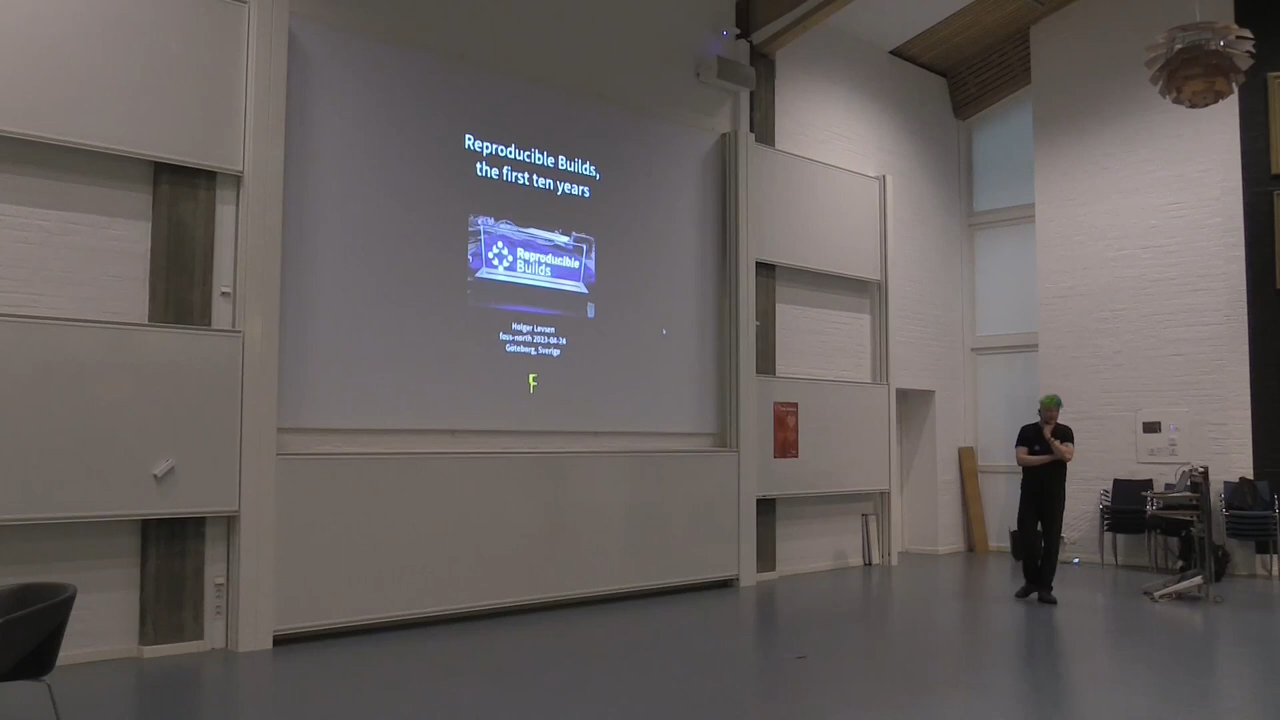 Reproducible Builds,
the first ten years
Reproducible
Builds
Holger Levsen
foss-north 2023-04-24
Göteborg, Sverige